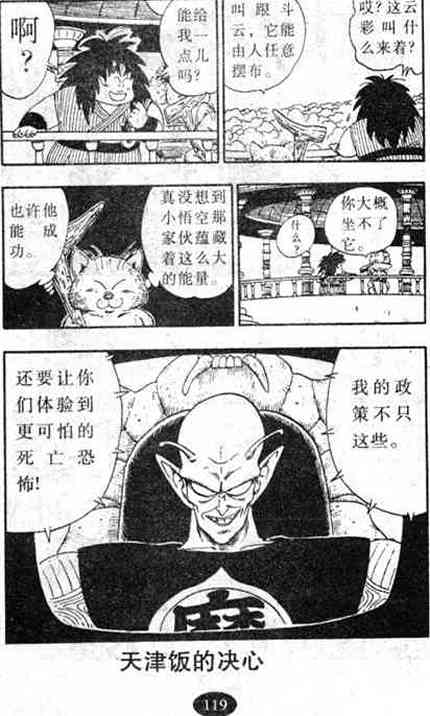 哎?这云
彩叫什
么来着?
叫跟斗
云,它能
由人任意
摆布。
能给
我一
点儿
吗?
啊?
你大概
坐不了
它。
什么?
真没想到
小悟空那
家伙蕴藏
着这么大
的能量。
也许他
能成
功。
我的政
策不只
这些。
还要让你
们体验到
更可怕的
死亡恐
怖!
魔
天津饭的决心
119